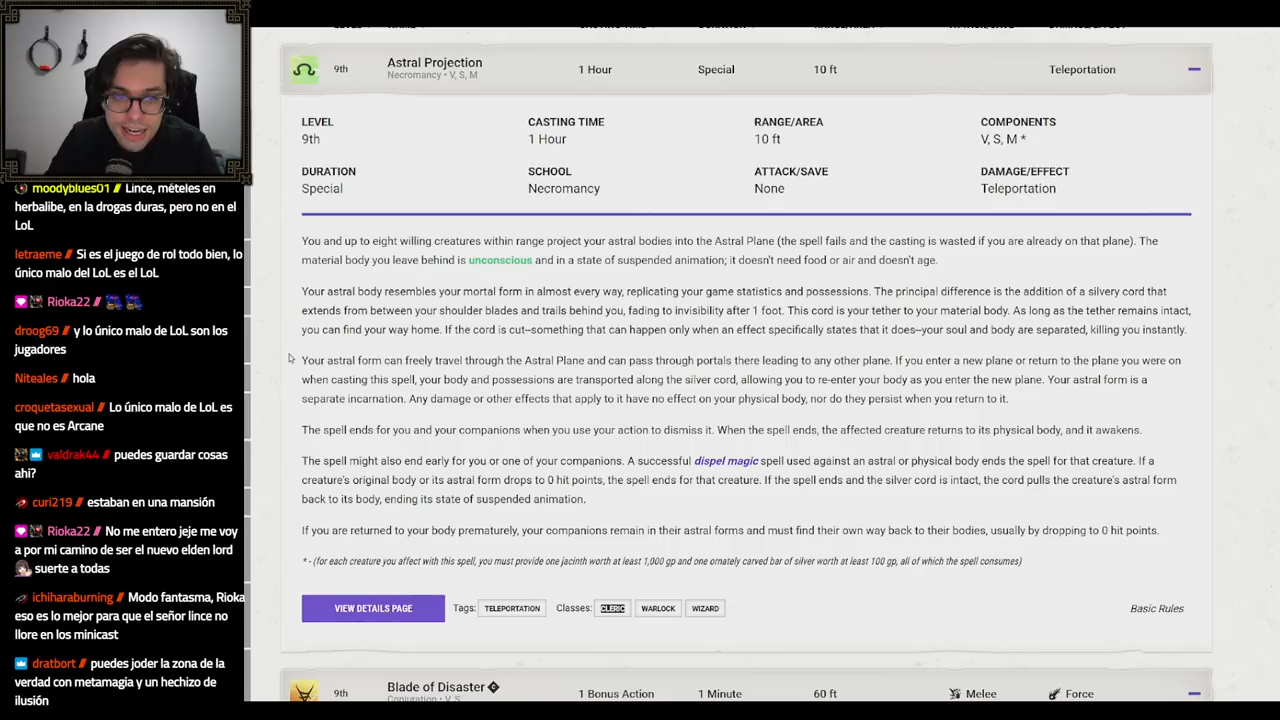 9th
Astral Projection
Necromancy • V, S, M
1 Hour
Special
10 ft
Teleportation
LEVEL
9th
CASTING TIME
1 Hour
RANGE/AREA
10 ft
COMPONENTS
V, S, M *
DURATION
Special
SCHOOL
Necromancy
ATTACK/SAVE
None
DAMAGE/EFFECT
Teleportation
You and up to eight willing creatures within range project your astral bodies into the Astral Plane (the spell fails and the casting is wasted if you are already on that plane). The
material body you leave behind is unconscious and in a state of suspended animation; it doesn't need food or air and doesn't age.
Your astral body resembles your mortal form in almost every way, replicating your game statistics and possessions. The principal difference is the addition of a silvery cord that
extends from between your shoulder blades and trails behind you, fading to invisibility after 1 foot. This cord is your tether to your material body. As long as the tether remains intact,
you can find your way home. If the cord is cut--something that can happen only when an effect specifically states that it does--your soul and body are separated, killing you instantly.
Your astral form can freely travel through the Astral Plane and can pass through portals there leading to any other plane. If you enter a new plane or return to the plane you were on
when casting this spell, your body and possessions are transported along the silver cord, allowing you to re-enter your body as you enter the new plane. Your astral form is a
separate incarnation. Any damage or other effects that apply to it have no effect on your physical body, nor do they persist when you return to it.
The spell ends for you and your companions when you use your action to dismiss it. When the spell ends, the affected creature returns to its physical body, and it awakens.
The spell might also end early for you or one of your companions. A successful dispel magic spell used against an astral or physical body ends the spell for that creature. If a
creature's original body or its astral form drops to 0 hit points, the spell ends for that creature. If the spell ends and the silver cord is intact, the cord pulls the creature's astral form
back to its body, ending its state of suspended animation.
If you are returned to your body prematurely, your companions remain in their astral forms and must find their own way back to their bodies, usually by dropping to 0 hit points.
* - (for each creature you affect with this spell, you must provide one jacinth worth at least 1,000 gp and one ornately carved bar of silver worth at least 100 gp, all of which the spell consumes)
VIEW DETAILS PAGE
Tags: TELEPORTATION
Classes: CLERIC WARLOCK WIZARD
Basic Rules
9th
Blade of Disaster
Conjuration • V, S
1 Bonus Action
1 Minute
60 ft
Melee
Force
moodyblues01 // Lince, mételes en
herbalibe, en la drogas duras, pero no en el
LoL
letraeme // Si es el juego de rol todo bien, lo
único malo del LoL es el LoL
Rioka22 //
droog69 // y lo único malo de LoL son los
jugadores
Niteales // hola
croquetasexual // Lo único malo de LoL es
que no es Arcane
valdrak44 // puedes guardar cosas
ahi?
curi219 // estaban en una mansión
Rioka22 // No me entero jeje me voy
a por mi camino de ser el nuevo elden lord
suerte a todas
ichiharaburning // Modo fantasma, Rioka
eso es lo mejor para que el señor lince no
llore en los minicast
dratbort // puedes joder la zona de la
verdad con metamagia y un hechizo de
ilusión